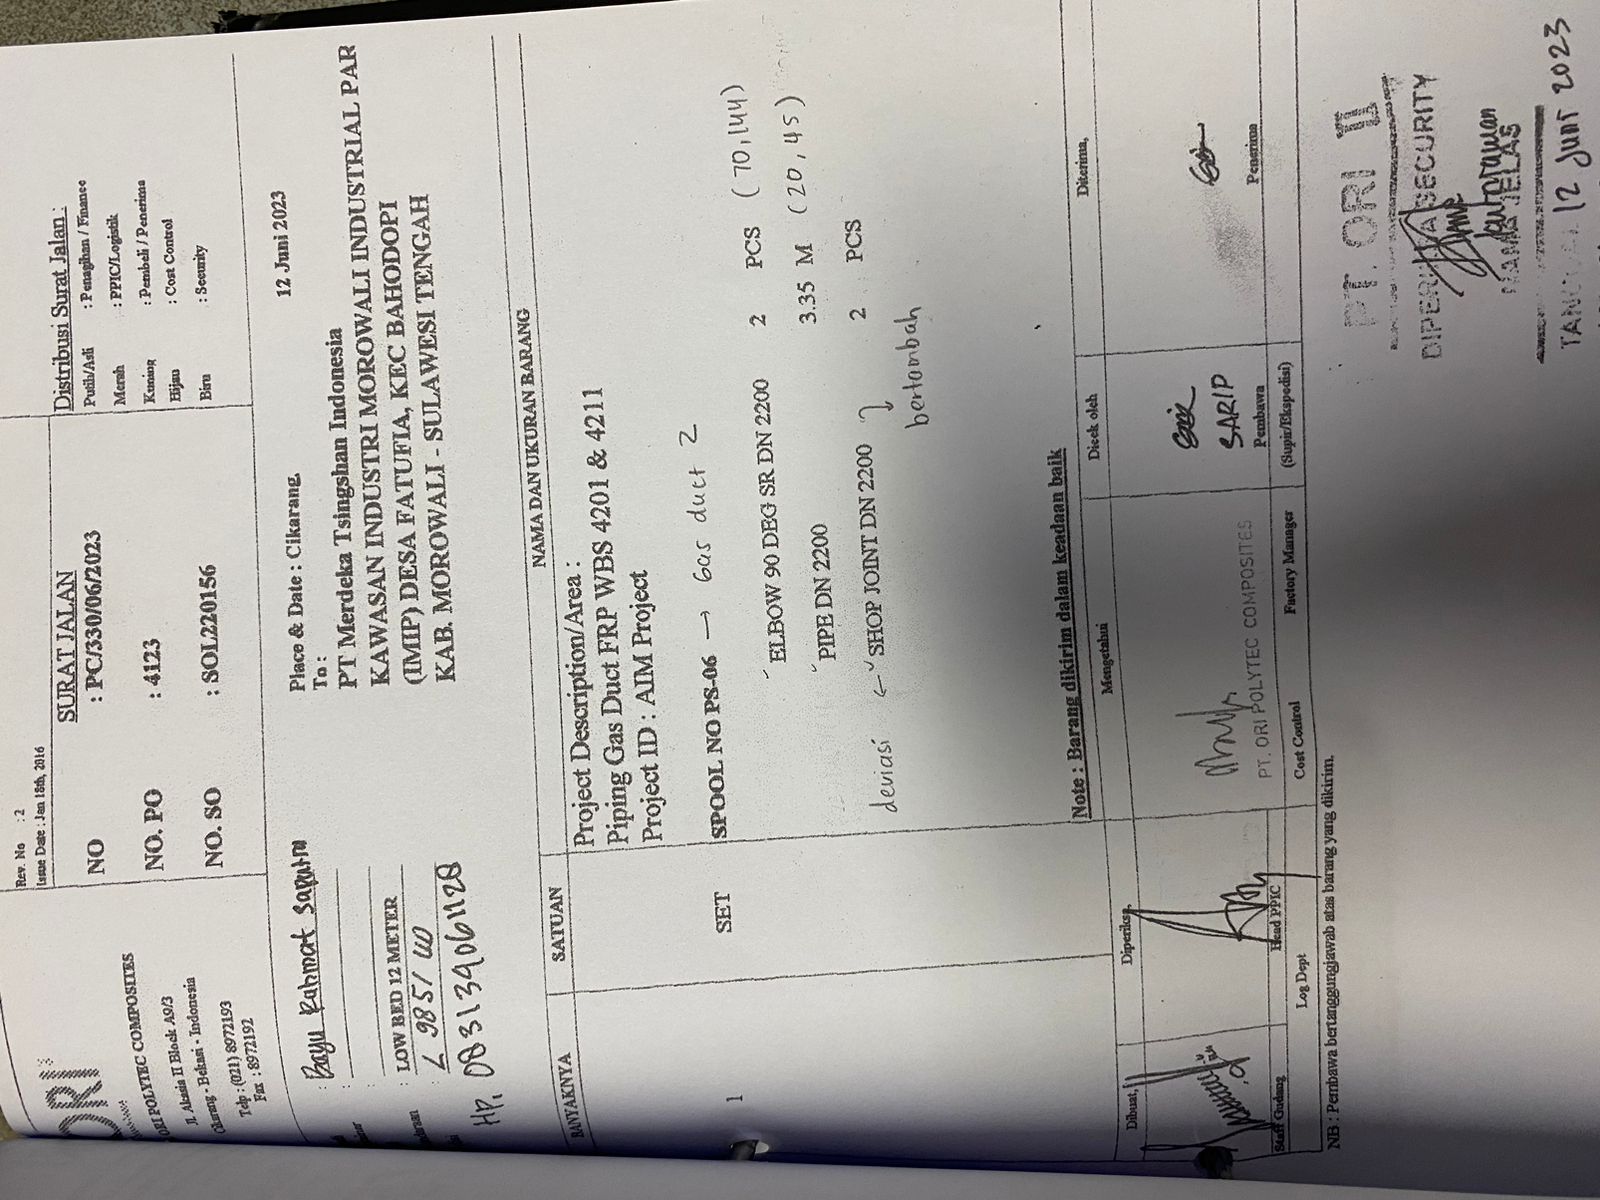 Rev. No : 2
Issue Date : Jan 18th, 2016
ORI
ORI POLYTEC COMPOSITES
Jl. Akasia II Block A9/3
Cikarang - Bekasi - Indonesia
Telp : (021) 8972193
Fax : 8972192
SURAT JALAN
NO : PC/330/06/2023
NO. PO : 4123
NO. SO : SOL220156
Distribusi Surat Jalan :
Putih/Asli : Penagihan / Finance
Merah : PPIC/Logistik
Kuning : Pembeli / Penerima
Hijau : Cost Control
Biru : Security
: Bayu Rahmat Saputra
:
: LOW BED 12 METER
: L 9851 UU
HP. 083134061128
Place & Date : Cikarang, 12 Juni 2023
To :
PT Merdeka Tsingshan Indonesia
KAWASAN INDUSTRI MOROWALI INDUSTRIAL PAR
(IMIP) DESA FATUFIA, KEC BAHODOPI
KAB. MOROWALI - SULAWESI TENGAH
BANYAKNYA SATUAN NAMA DAN UKURAN BARANG
Project Description/Area :
Piping Gas Duct FRP WBS 4201 & 4211
Project ID : AIM Project
1 SET SPOOL NO PS-06 → Gas duct 2
ELBOW 90 DEG SR DN 2200 2 PCS (70,144)
PIPE DN 2200 3.35 M (20,45)
SHOP JOINT DN 2200 2 PCS
deviasi bertambah
Note : Barang dikirim dalam keadaan baik
Dibuat, Diperiksa, Mengetahui Dicek oleh Diterima,
SARIP
PT. ORI POLYTEC COMPOSITES
Staff Gudang Head PPIC Pembawa Penerima
Log Dept Cost Control Factory Manager (Supir/Ekspedisi)
NB : Pembawa bertanggungjawab atas barang yang dikirim.
PT. ORI II
DIPERIKSA SECURITY
NAMA JELAS
TANGGAL 12 Juni 2023